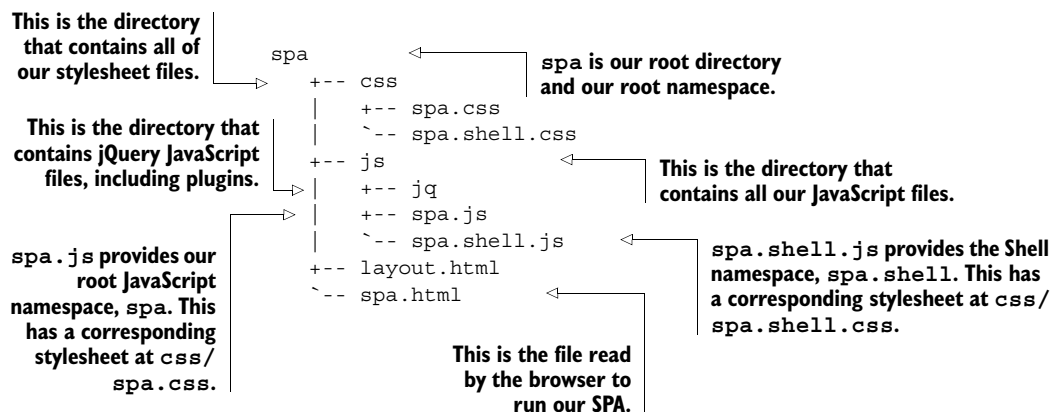 This is the directory
that contains all of
our stylesheet files.
spa
spa is our root directory
and our root namespace.
+-- css
|   +-- spa.css
|   `-- spa.shell.css
This is the directory that
contains jQuery JavaScript
files, including plugins.
+-- js
This is the directory that
contains all our JavaScript files.
|   +-- jq
|   +-- spa.js
|   `-- spa.shell.js
spa.js provides our
root JavaScript
namespace, spa. This
has a corresponding
stylesheet at css/
spa.css.
spa.shell.js provides the Shell
namespace, spa.shell. This has
a corresponding stylesheet at css/
spa.shell.css.
+-- layout.html
`-- spa.html
This is the file read
by the browser to
run our SPA.